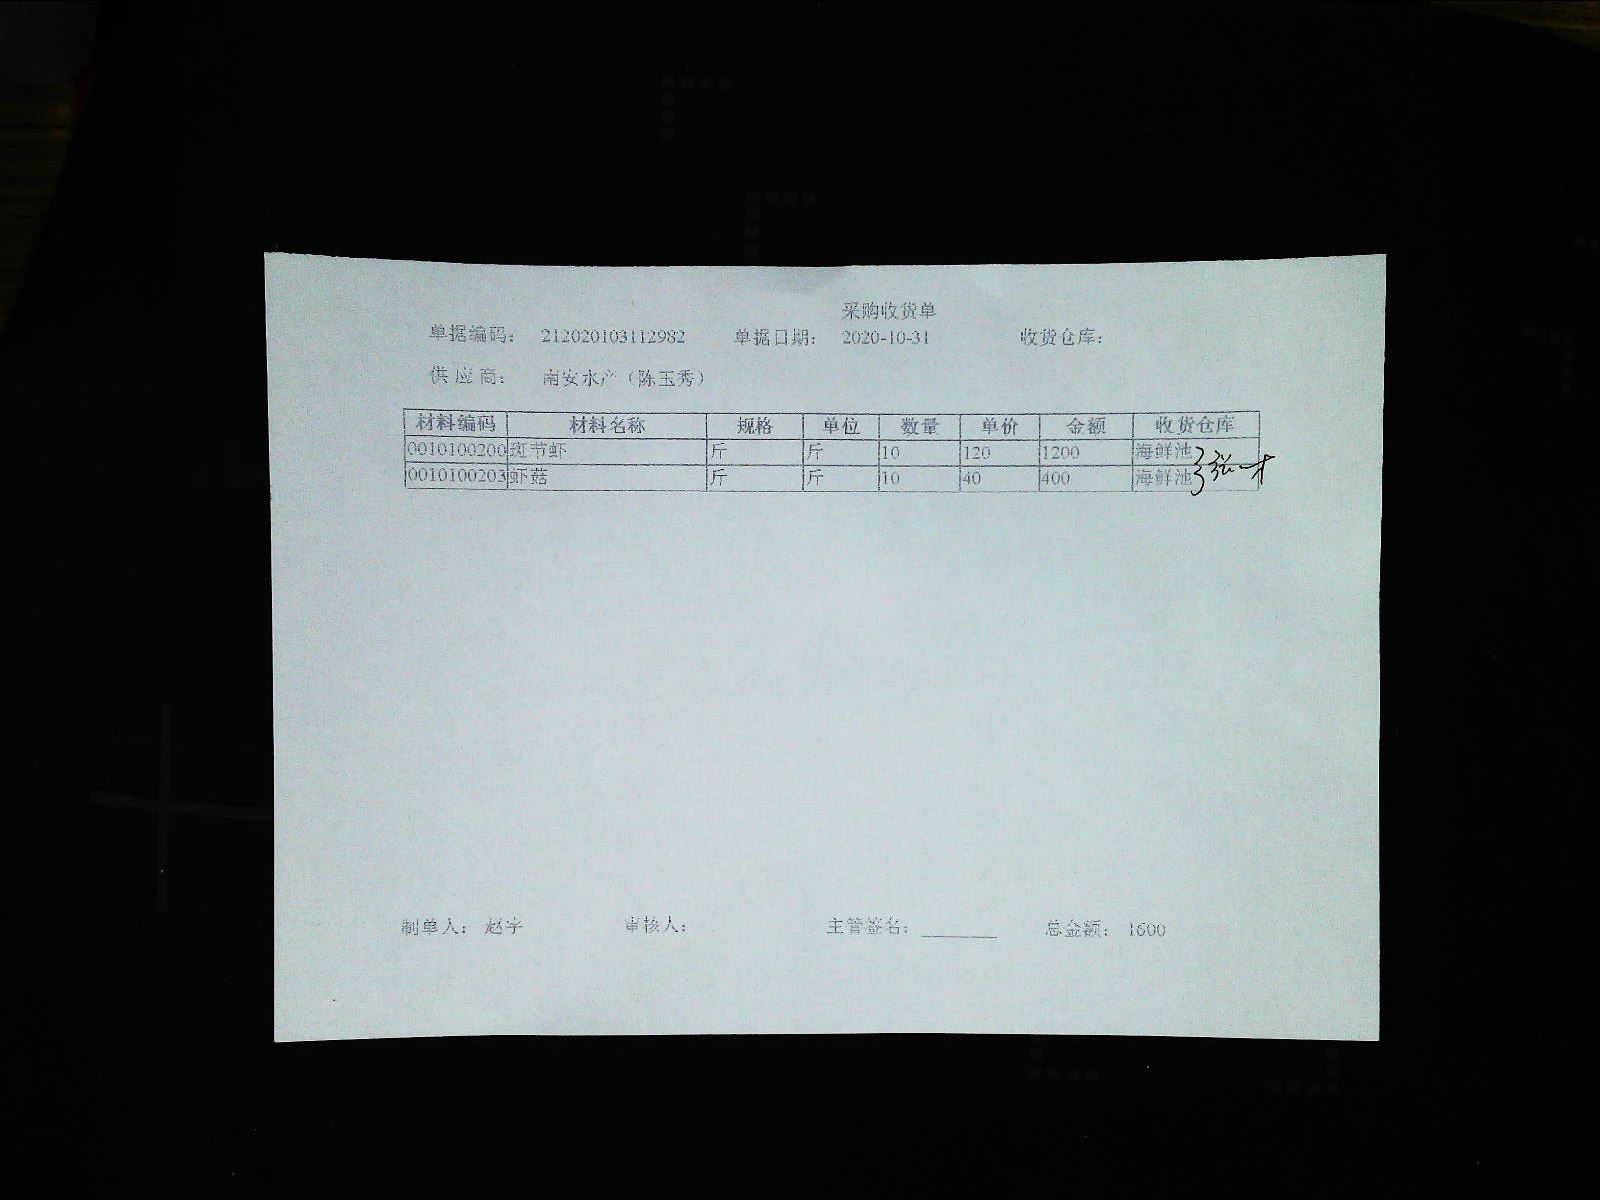 采购收货单
单据编码： 212020103112982 单据日期： 2020-10-31 收货仓库：
供 应 商： 南安水产（陈玉秀）
材料编码 材料名称 规格 单位 数量 单价 金额 收货仓库
0010100200 斑节虾 斤 斤 10 120 1200 海鲜池
0010100203 虾菇 斤 斤 10 40 400 海鲜池
制单人： 赵宇 审核人： 主管签名： 总金额： 1600